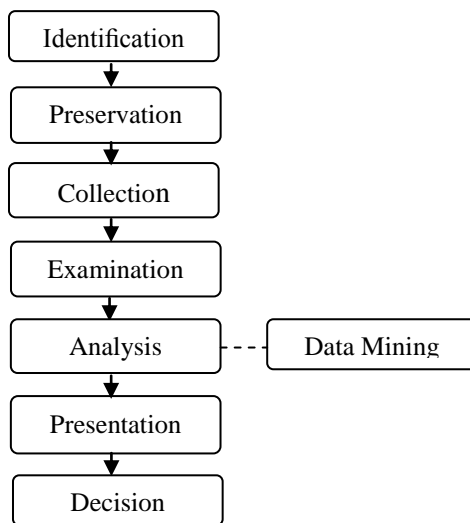 Identification
Preservation
Collection
Examination
Analysis
Data Mining
Presentation
Decision